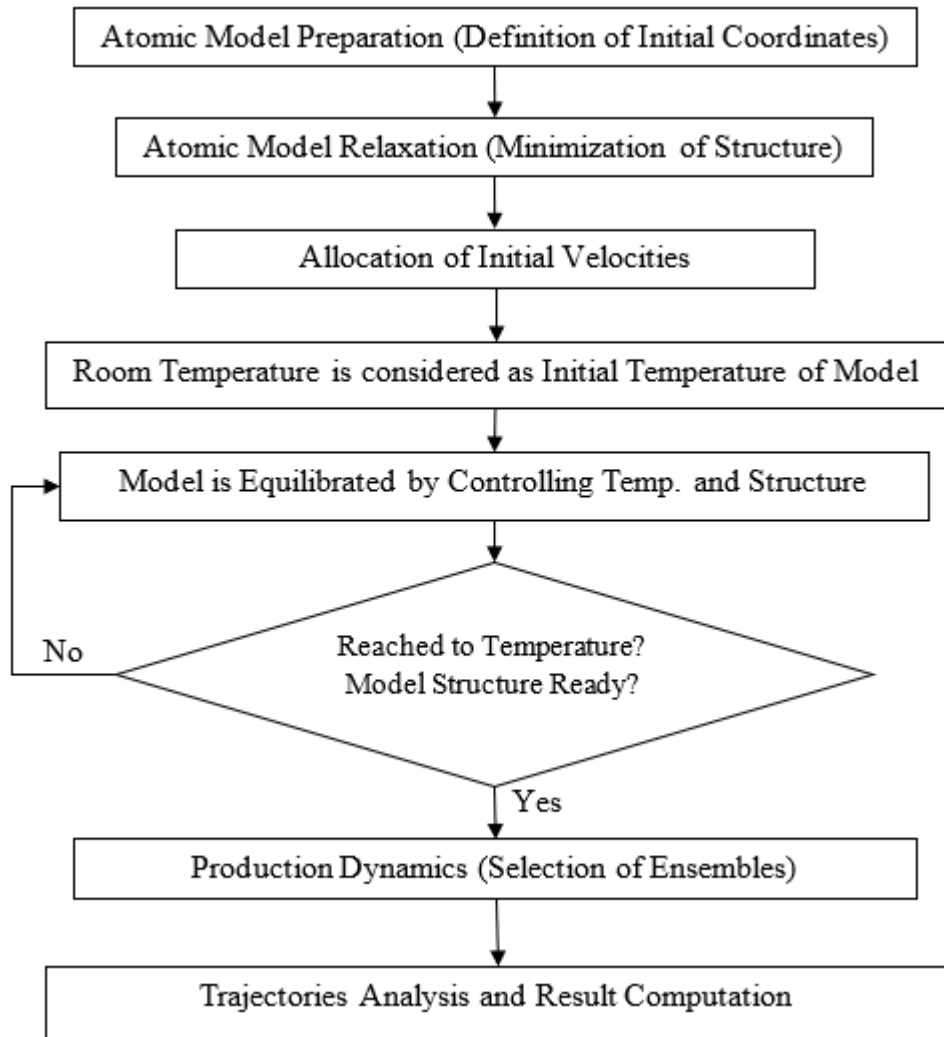 Atomic Model Preparation (Definition of Initial Coordinates)
Atomic Model Relaxation (Minimization of Structure)
Allocation of Initial Velocities
Room Temperature is considered as Initial Temperature of Model
Model is Equilibrated by Controlling Temp. and Structure
No
Reached to Temperature?
Model Structure Ready?
Yes
Production Dynamics (Selection of Ensembles)
Trajectories Analysis and Result Computation